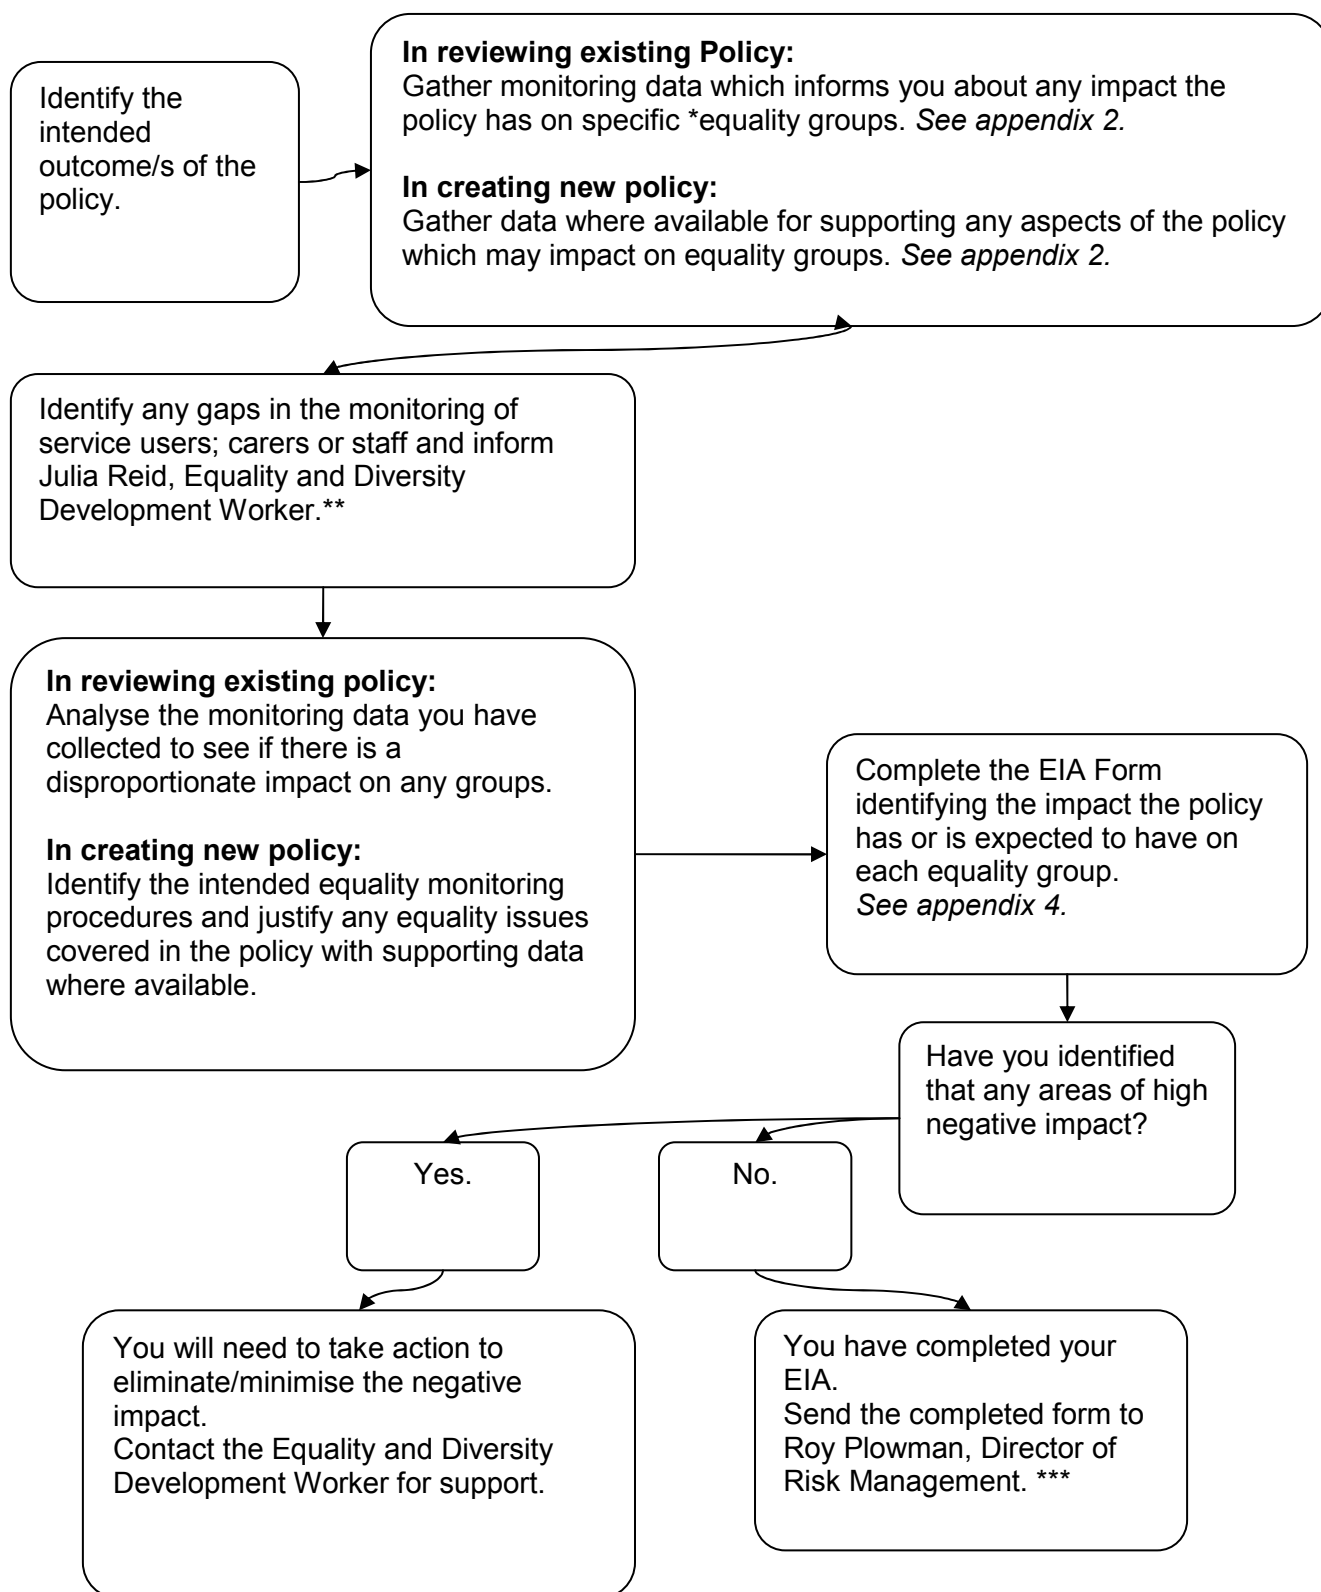 Identify the
intended
outcome/s of the
policy.
In reviewing existing Policy:
Gather monitoring data which informs you about any impact the
policy has on specific *equality groups. See appendix 2.
In creating new policy:
Gather data where available for supporting any aspects of the policy
which may impact on equality groups. See appendix 2.
Identify any gaps in the monitoring of
service users; carers or staff and inform
Julia Reid, Equality and Diversity
Development Worker.**
In reviewing existing policy:
Analyse the monitoring data you have
collected to see if there is a
disproportionate impact on any groups.
In creating new policy:
Identify the intended equality monitoring
procedures and justify any equality issues
covered in the policy with supporting data
where available.
Complete the EIA Form
identifying the impact the policy
has or is expected to have on
each equality group.
See appendix 4.
Have you identified
that any areas of high
negative impact?
Yes.
No.
You will need to take action to
eliminate/minimise the negative
impact.
Contact the Equality and Diversity
Development Worker for support.
You have completed your
EIA.
Send the completed form to
Roy Plowman, Director of
Risk Management. ***